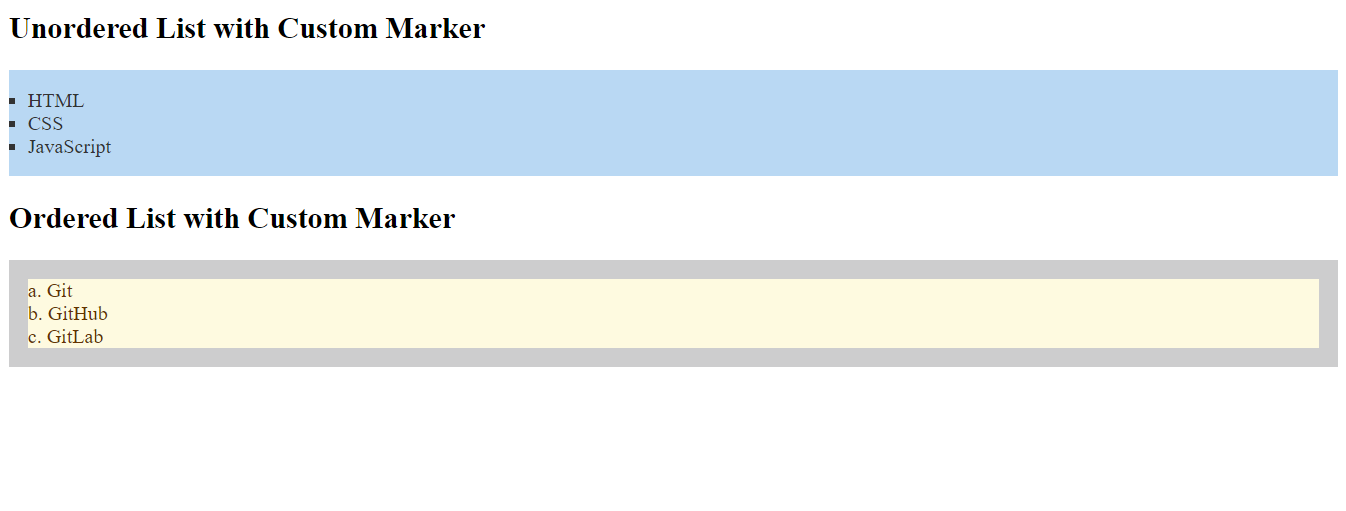 Unordered List with Custom Marker
▪ HTML
▪ CSS
▪ JavaScript
Ordered List with Custom Marker
a. Git
b. GitHub
c. GitLab